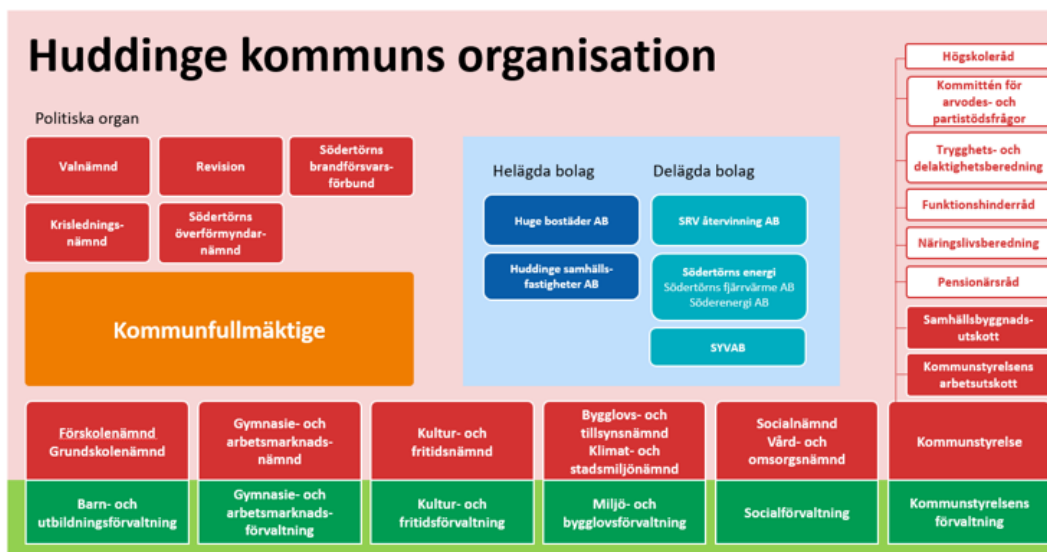 Huddinge kommuns organisation
Politiska organ
Valnämnd
Revision
Södertörns
brandförsvars-
förbund
Krislednings-
nämnd
Södertörns
överförmyndar-
nämnd
Kommunfullmäktige
Helägda bolag
Huge bostäder AB
Huddinge samhälls-
fastigheter AB
Delägda bolag
SRV återvinning AB
Södertörns energi
Södertörns fjärrvärme AB
Söderenergi AB
SYVAB
Högskoleråd
Kommittén för
arvodes- och
partistödsfrågor
Trygghets- och
delaktighetsberedning
Funktionshinderråd
Näringslivsberedning
Pensionärsråd
Samhällsbyggnads-
utskott
Kommunstyrelsens
arbetsutskott
Förskolenämnd
Grundskolenämnd
Gymnasie- och
arbetsmarknads-
nämnd
Kultur- och
fritidsnämnd
Bygglovs- och
tillsynsnämnd
Klimat- och
stadsmiljönämnd
Socialnämnd
Vård- och
omsorgsnämnd
Kommunstyrelse
Barn- och
utbildningsförvaltning
Gymnasie- och
arbetsmarknads-
förvaltning
Kultur- och
fritidsförvaltning
Miljö- och
bygglovsförvaltning
Socialförvaltning
Kommunstyrelsens
förvaltning